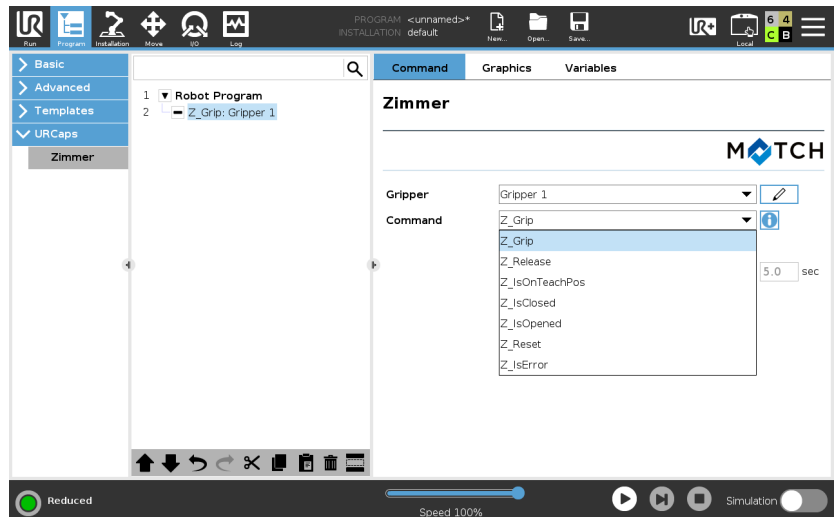 UR
PROGRAM <unnamed>*
INSTALLATION default
Run Program Installation Move I/O Log
New... Open... Save...
UR+
Local
6 4
C B
Basic
Advanced
Templates
URCaps
Zimmer
1 Robot Program
2 Z_Grip: Gripper 1
Command Graphics Variables
Zimmer
MATCH
Gripper Gripper 1
Command Z_Grip
Z_Grip
Z_Release
Z_IsOnTeachPos
Z_IsClosed
Z_IsOpened
Z_Reset
Z_IsError
5.0 sec
Reduced
Speed 100%
Simulation